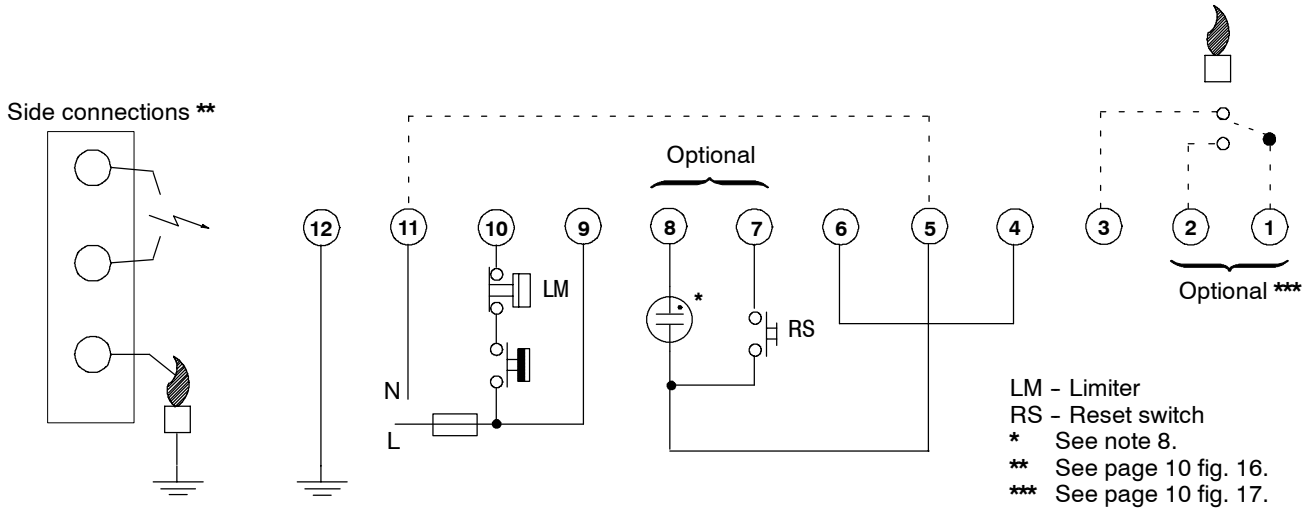 Side connections **
Optional
12
11
10
9
8
7
6
5
4
3
2
1
LM
*
RS
Optional ***
N
L
LM - Limiter
RS - Reset switch
* See note 8.
** See page 10 fig. 16.
*** See page 10 fig. 17.